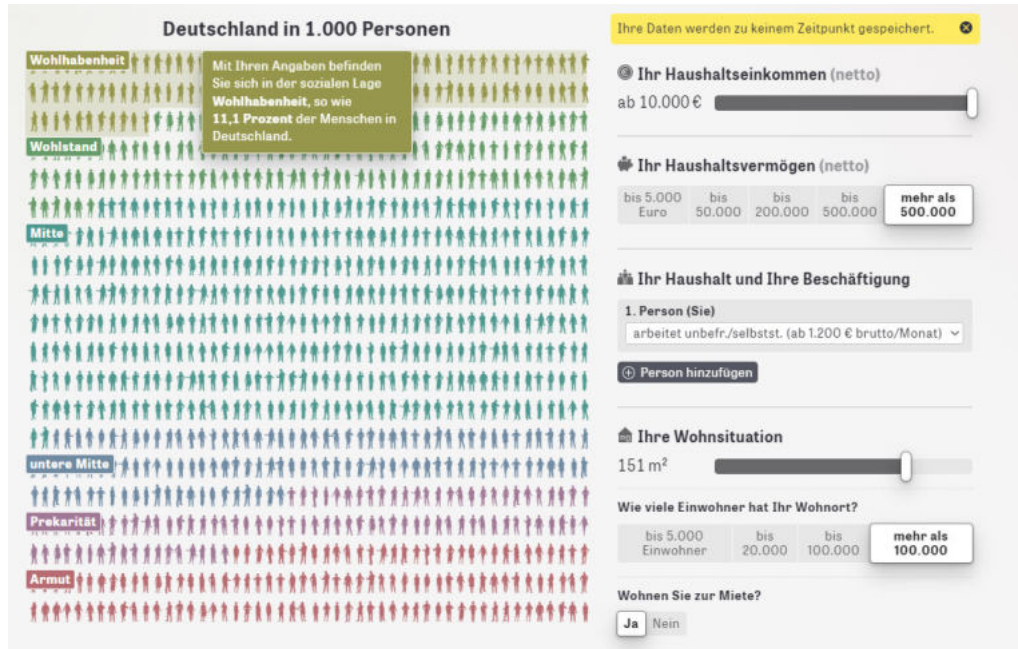 Deutschland in 1.000 Personen
Wohlhabenheit
Mit Ihren Angaben befinden
Sie sich in der sozialen Lage
Wohlhabenheit, so wie
11,1 Prozent der Menschen in
Deutschland.
Wohlstand
Mitte
untere Mitte
Prekarität
Armut
Ihre Daten werden zu keinem Zeitpunkt gespeichert.
Ihr Haushaltseinkommen (netto)
ab 10.000 €
Ihr Haushaltsvermögen (netto)
bis 5.000 bis bis bis mehr als
Euro 50.000 200.000 500.000 500.000
Ihr Haushalt und Ihre Beschäftigung
1. Person (Sie)
arbeitet unbefr./selbstst. (ab 1.200 € brutto/Monat)
Person hinzufügen
Ihre Wohnsituation
151 m²
Wie viele Einwohner hat Ihr Wohnort?
bis 5.000 bis bis mehr als
Einwohner 20.000 100.000 100.000
Wohnen Sie zur Miete?
Ja Nein